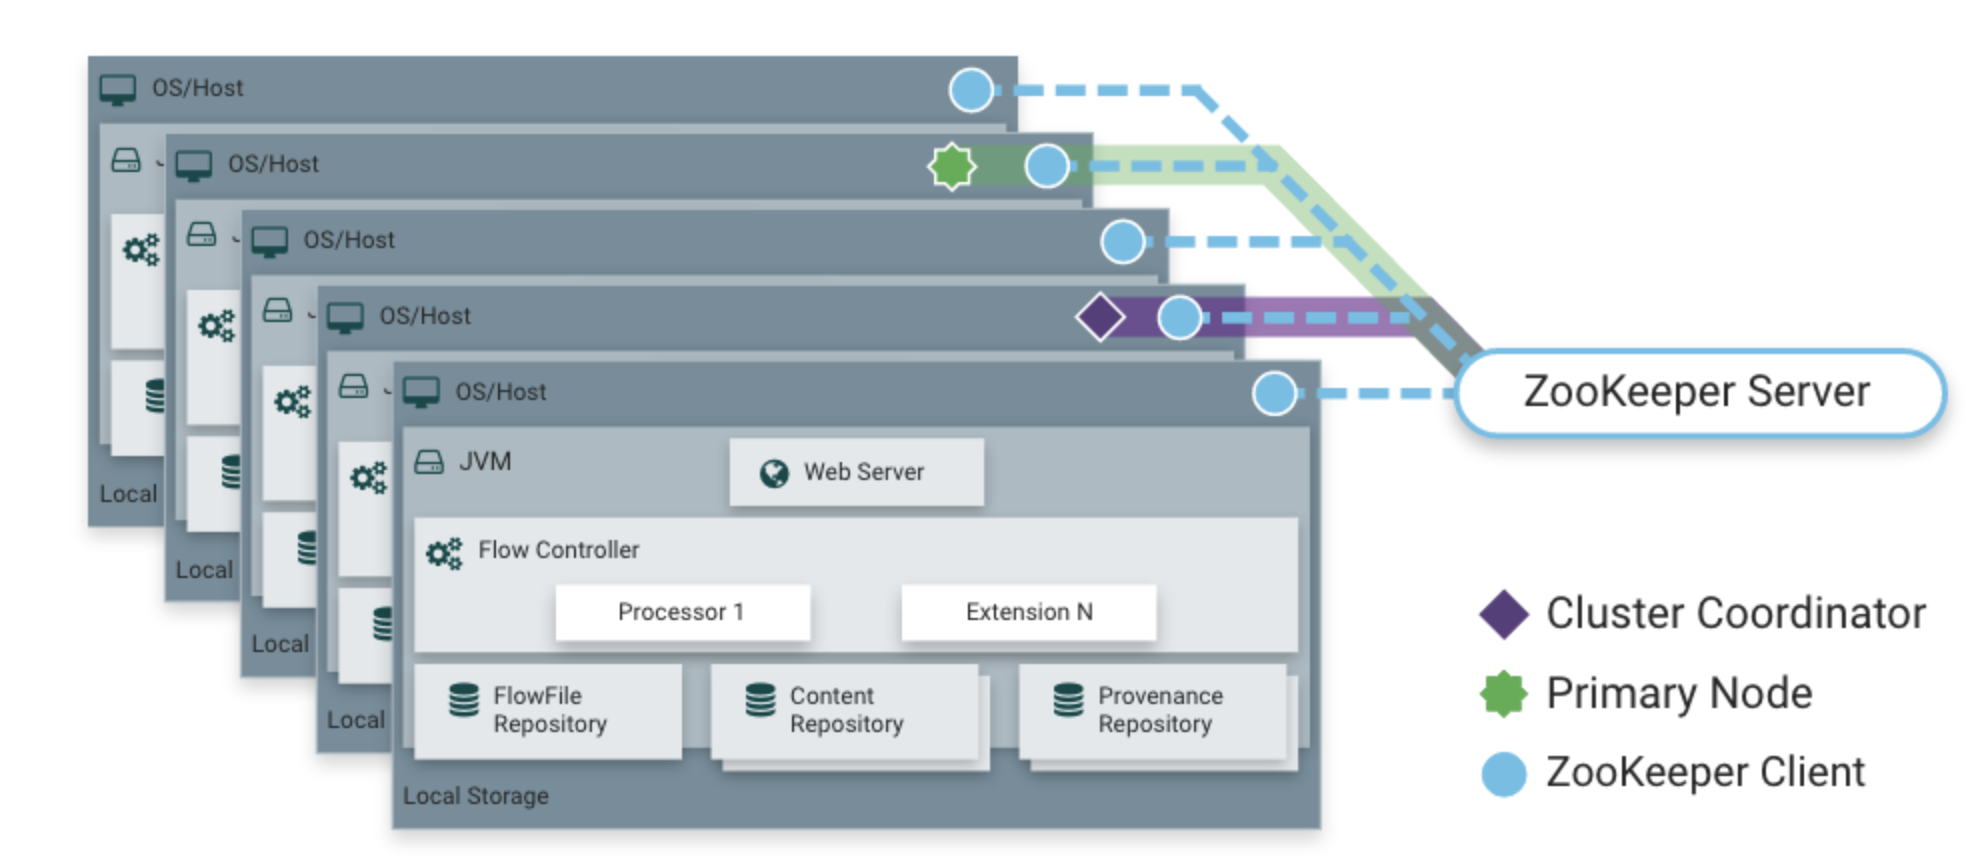 OS/Host
OS/Host
OS/Host
OS/Host
OS/Host
JVM
Web Server
Flow Controller
Processor 1
Extension N
FlowFile
Repository
Content
Repository
Provenance
Repository
Local
Local
Local
Local
Local Storage
ZooKeeper Server
Cluster Coordinator
Primary Node
ZooKeeper Client